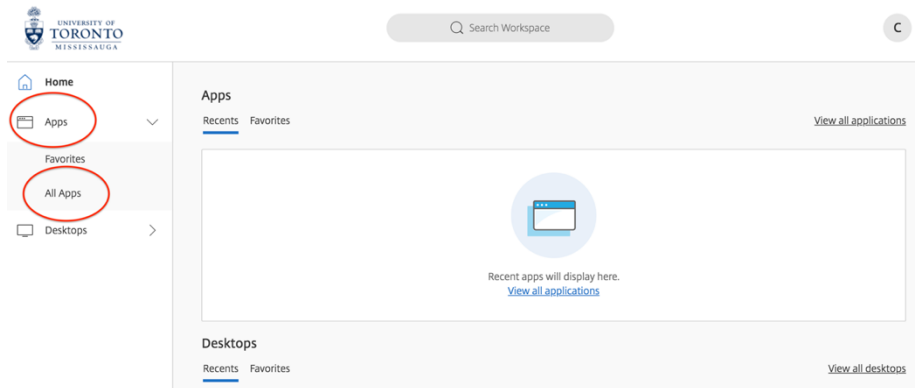 UNIVERSITY OF
TORONTO
MISSISSAUGA
Search Workspace
C
Home
Apps
Favorites
All Apps
Desktops
Apps
Recents Favorites
View all applications
Recent apps will display here.
View all applications
Desktops
Recents Favorites
View all desktops